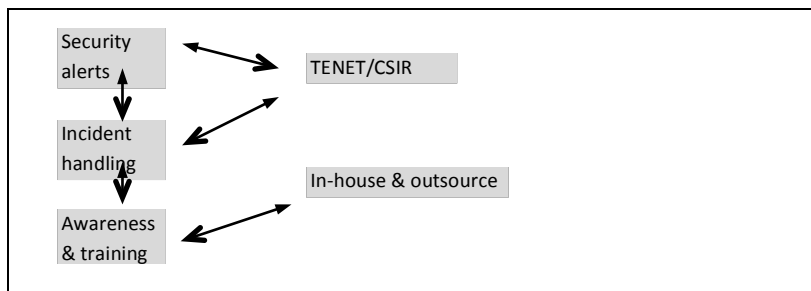 Security
alerts
TENET/CSIR
Incident
handling
In-house & outsource
Awareness
& training